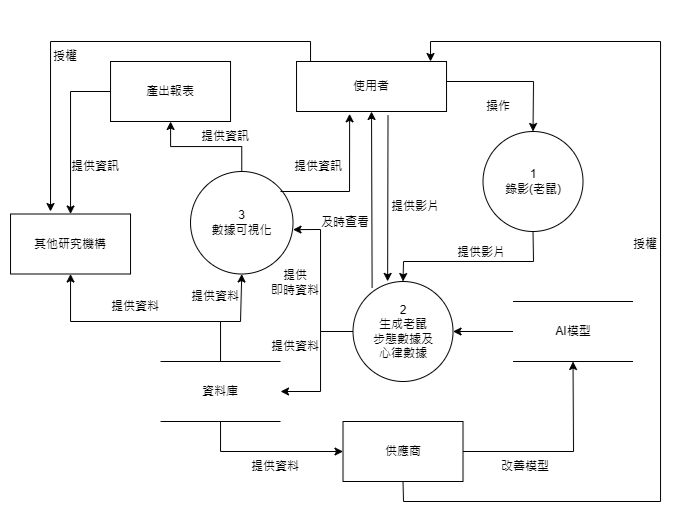 授權
產出報表
使用者
操作
提供資訊
提供資訊
提供資訊
1
錄影(老鼠)
3
數據可視化
提供影片
及時查看
其他研究機構
授權
提供影片
提供
即時資料
提供資料
提供資料
2
生成老鼠
步態數據及
心律數據
AI模型
提供資料
資料庫
供應商
提供資料
改善模型